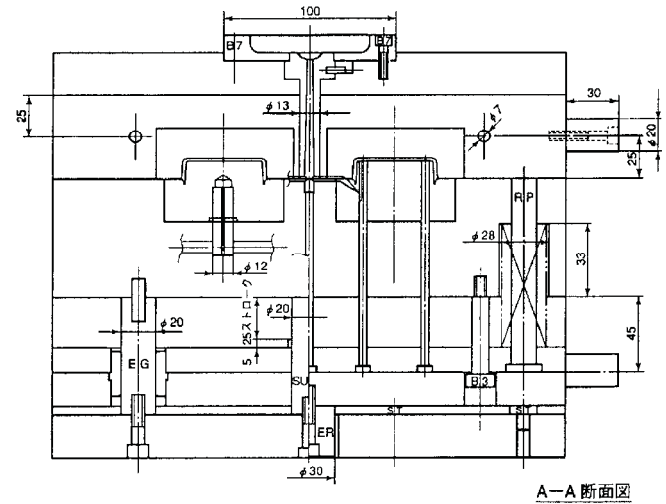 100
B7
B7
30
25
φ13
φ7
φ20
25
RP
φ28
33
φ12
φ20
25ストローク
φ20
45
5
EG
SU
B3
ST
ST
ER
φ30
A－A 断面図